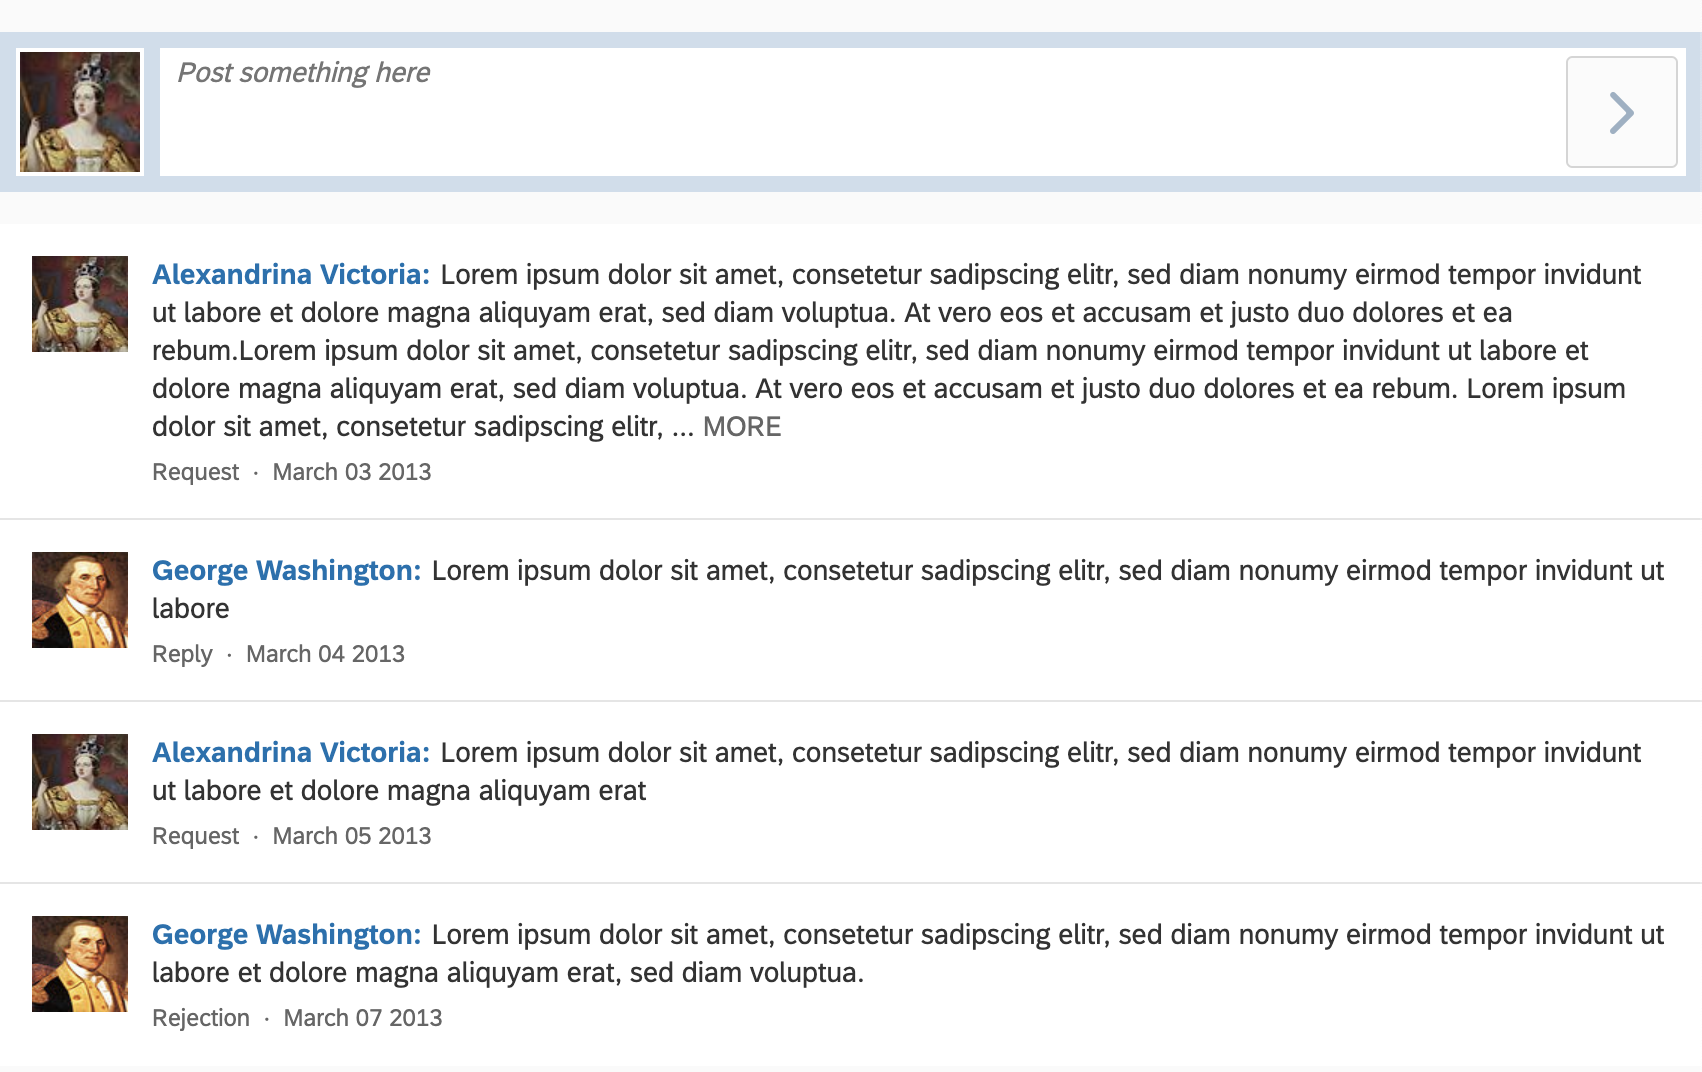 Post something here
Alexandrina Victoria: Lorem ipsum dolor sit amet, consetetur sadipscing elitr, sed diam nonumy eirmod tempor invidunt
ut labore et dolore magna aliquyam erat, sed diam voluptua. At vero eos et accusam et justo duo dolores et ea
rebum.Lorem ipsum dolor sit amet, consetetur sadipscing elitr, sed diam nonumy eirmod tempor invidunt ut labore et
dolore magna aliquyam erat, sed diam voluptua. At vero eos et accusam et justo duo dolores et ea rebum. Lorem ipsum
dolor sit amet, consetetur sadipscing elitr, ... MORE
Request · March 03 2013
George Washington: Lorem ipsum dolor sit amet, consetetur sadipscing elitr, sed diam nonumy eirmod tempor invidunt ut
labore
Reply · March 04 2013
Alexandrina Victoria: Lorem ipsum dolor sit amet, consetetur sadipscing elitr, sed diam nonumy eirmod tempor invidunt
ut labore et dolore magna aliquyam erat
Request · March 05 2013
George Washington: Lorem ipsum dolor sit amet, consetetur sadipscing elitr, sed diam nonumy eirmod tempor invidunt ut
labore et dolore magna aliquyam erat, sed diam voluptua.
Rejection · March 07 2013